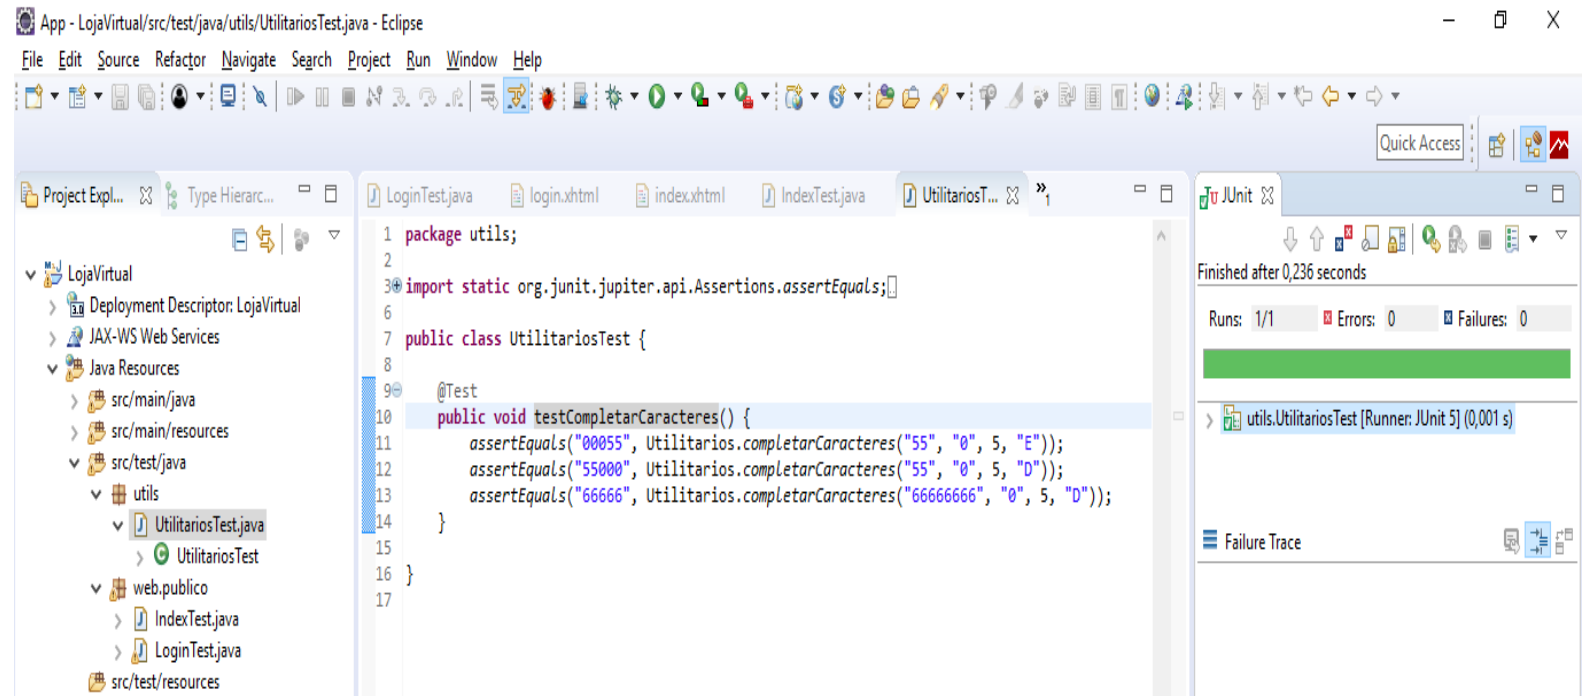 App - LojaVirtual/src/test/java/utils/UtilitariosTest.java - Eclipse
File Edit Source Refactor Navigate Search Project Run Window Help
Quick Access
Project Expl... Type Hierarc...
LojaVirtual
Deployment Descriptor: LojaVirtual
JAX-WS Web Services
Java Resources
src/main/java
src/main/resources
src/test/java
utils
UtilitariosTest.java
UtilitariosTest
web.publico
IndexTest.java
LoginTest.java
src/test/resources
LoginTest.java login.xhtml index.xhtml IndexTest.java UtilitariosT... »1
1 package utils;
2
3 import static org.junit.jupiter.api.Assertions.assertEquals;
6
7 public class UtilitariosTest {
8
9 @Test
10 public void testCompletarCaracteres() {
11 assertEquals("00055", Utilitarios.completarCaracteres("55", "0", 5, "E"));
12 assertEquals("55000", Utilitarios.completarCaracteres("55", "0", 5, "D"));
13 assertEquals("66666", Utilitarios.completarCaracteres("66666666", "0", 5, "D"));
14 }
15
16 }
17
JUnit
Finished after 0,236 seconds
Runs: 1/1 Errors: 0 Failures: 0
utils.UtilitariosTest [Runner: JUnit 5] (0,001 s)
Failure Trace